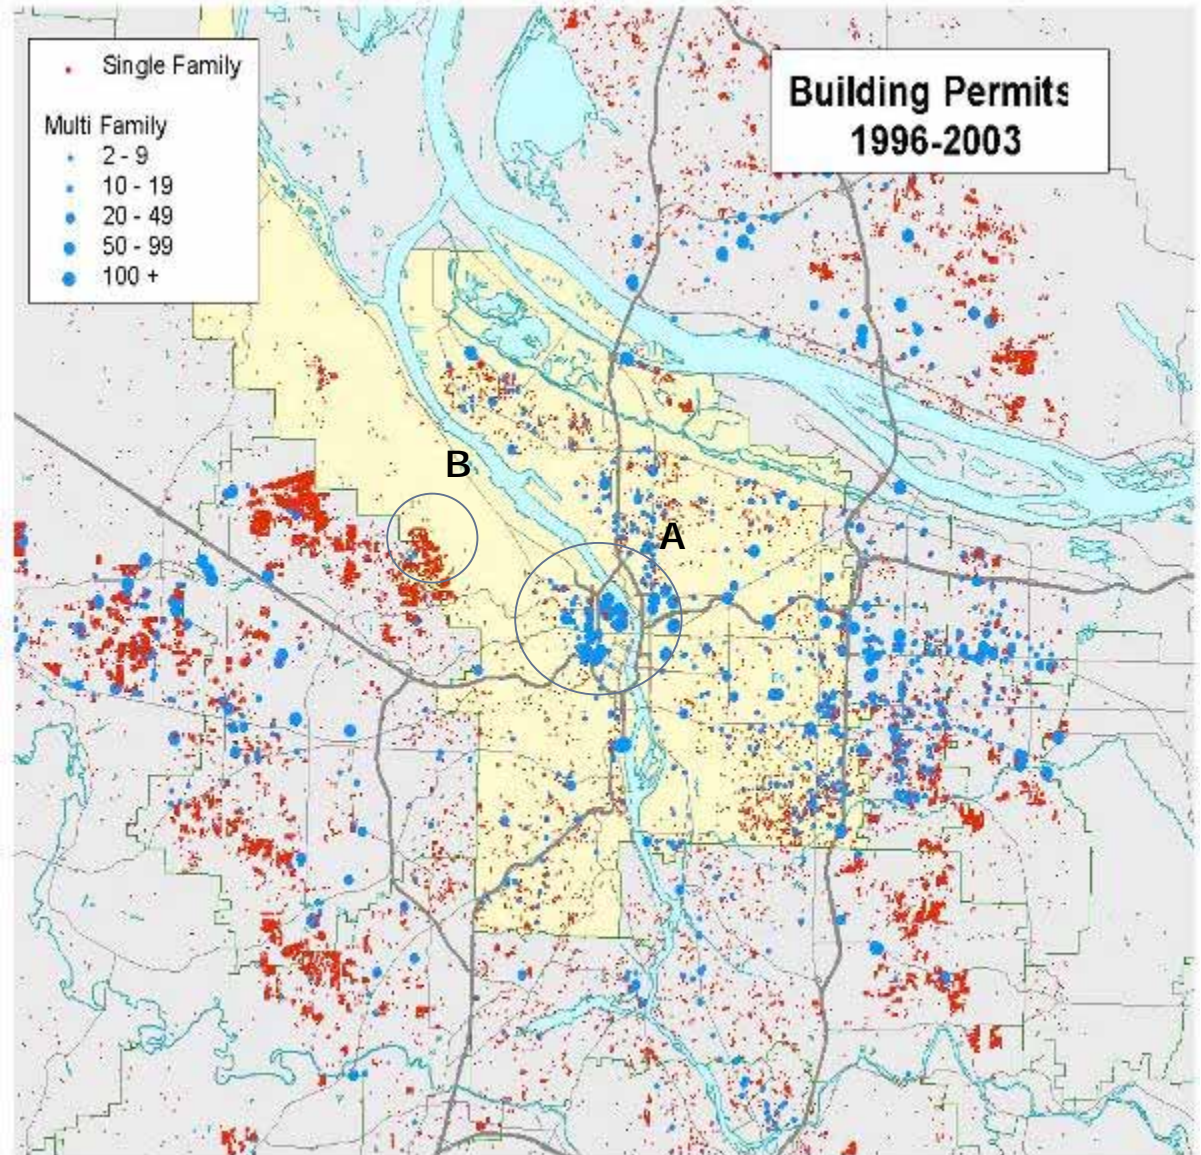 Single Family
Multi Family
2 - 9
10 - 19
20 - 49
50 - 99
100 +
Building Permits
1996-2003
B
A